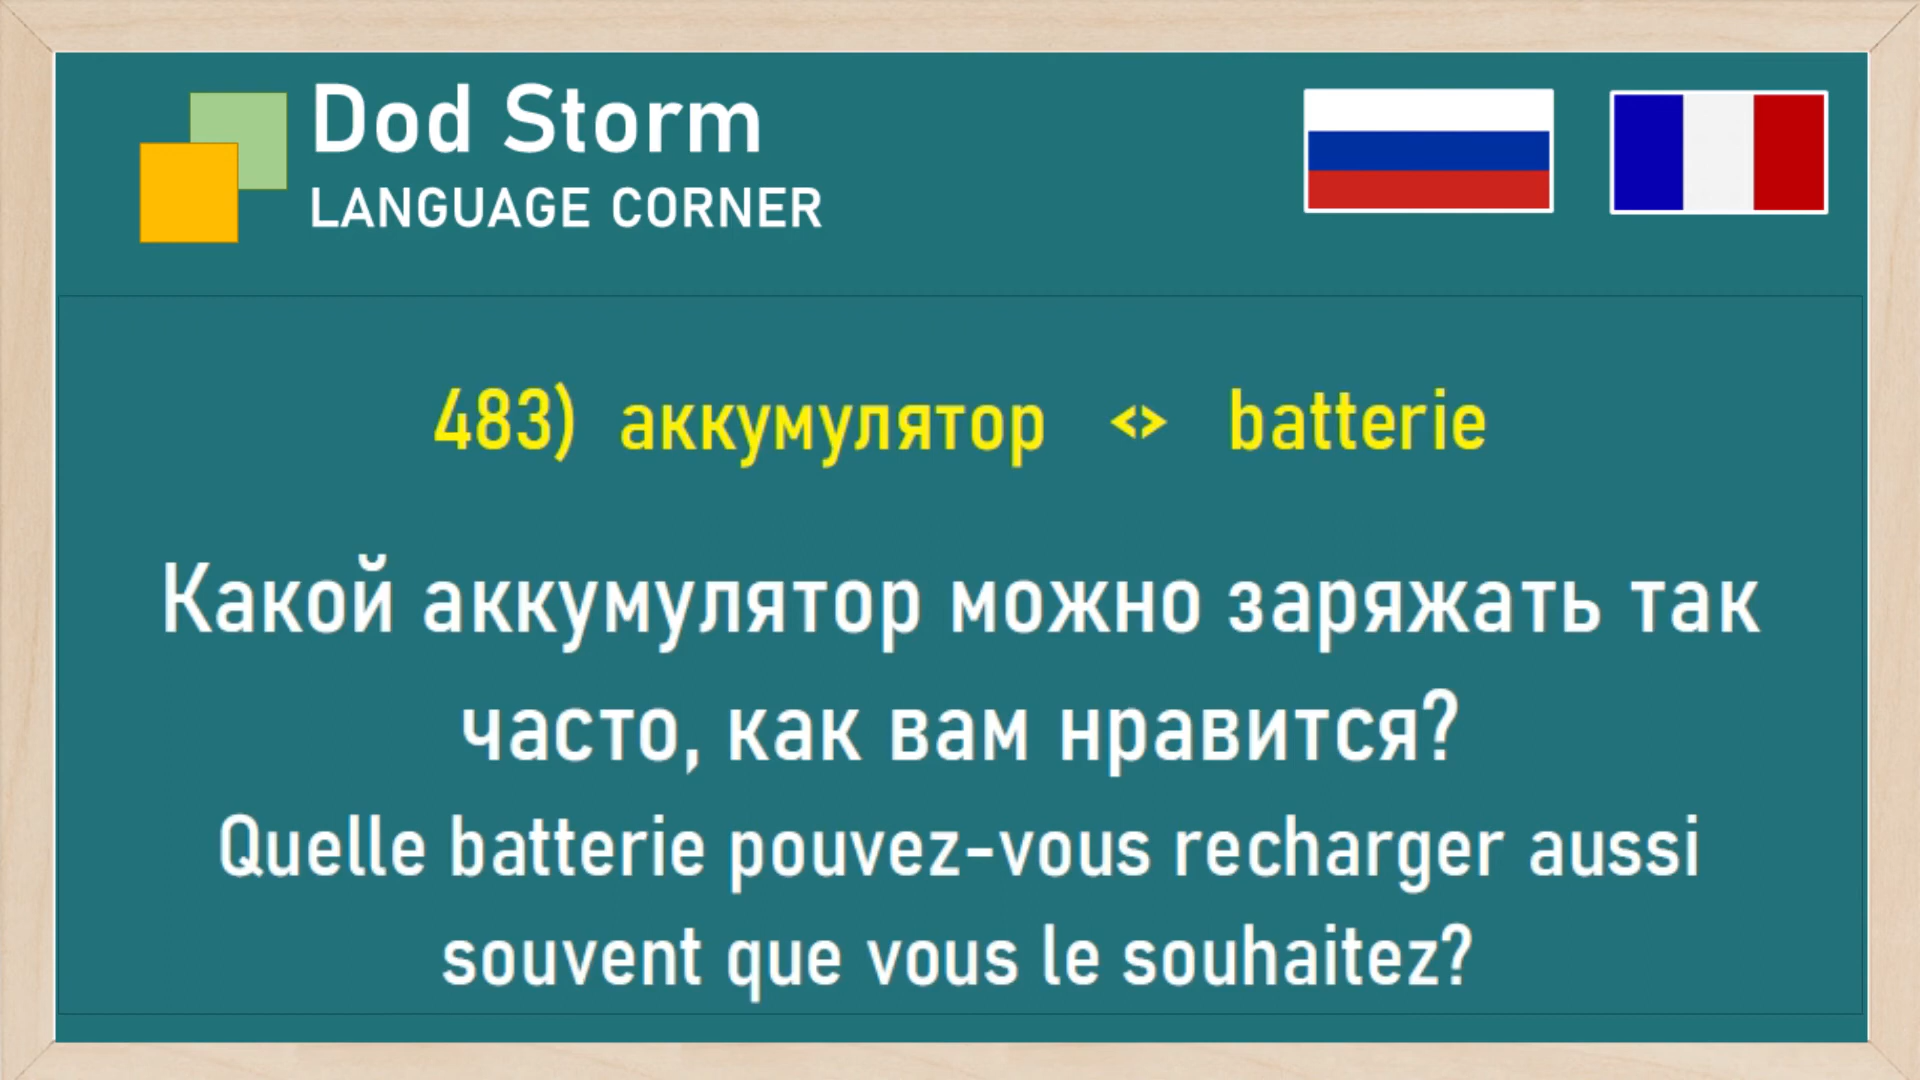 Dod Storm
LANGUAGE CORNER
483) аккумулятор <> batterie
Какой аккумулятор можно заряжать так
часто, как вам нравится?
Quelle batterie pouvez-vous recharger aussi
souvent que vous le souhaitez?